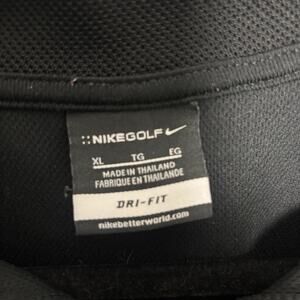 ::NIKEGOLF
XL TG EG
MADE IN THAILAND
FABRIQUE EN THAILANDE
DRI-FIT
nikebetterworld.com